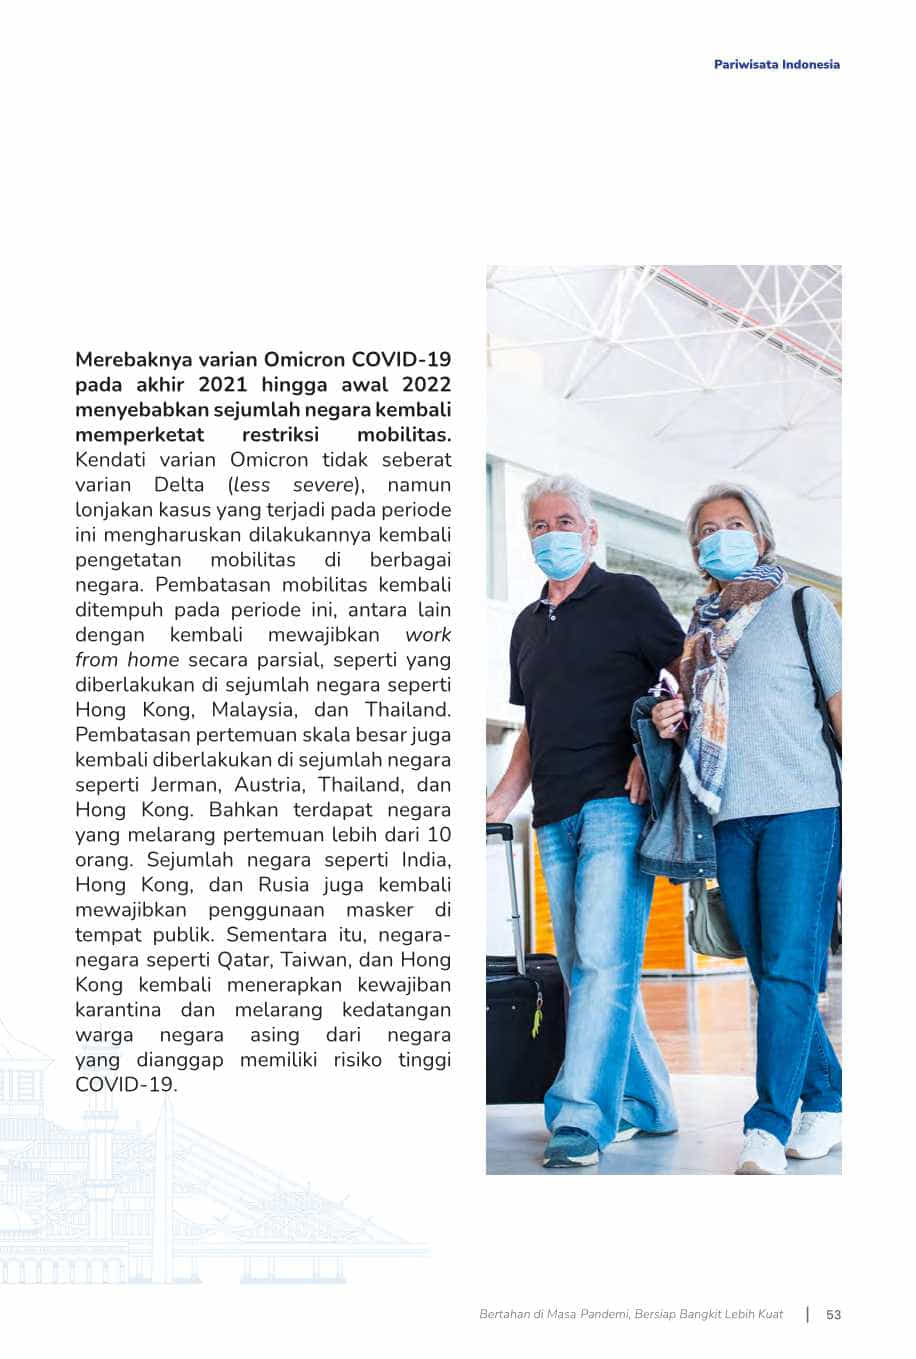 Pariwisata Indonesia
Merebaknya varian Omicron COVID-19
pada akhir 2021 hingga awal 2022
menyebabkan sejumlah negara kembali
memperketat restriksi mobilitas.
Kendati varian Omicron tidak seberat
varian Delta (less severe), namun
lonjakan kasus yang terjadi pada periode
ini mengharuskan dilakukannya kembali
pengetatan mobilitas di berbagai
negara. Pembatasan mobilitas kembali
ditempuh pada periode ini, antara lain
dengan kembali mewajibkan work
from home secara parsial, seperti yang
diberlakukan di sejumlah negara seperti
Hong Kong, Malaysia, dan Thailand.
Pembatasan pertemuan skala besar juga
kembali diberlakukan di sejumlah negara
seperti Jerman, Austria, Thailand, dan
Hong Kong. Bahkan terdapat negara
yang melarang pertemuan lebih dari 10
orang. Sejumlah negara seperti India,
Hong Kong, dan Rusia juga kembali
mewajibkan penggunaan masker di
tempat publik. Sementara itu, negara-
negara seperti Qatar, Taiwan, dan Hong
Kong kembali menerapkan kewajiban
karantina dan melarang kedatangan
warga negara asing dari negara
yang dianggap memiliki risiko tinggi
COVID-19.
Bertahan di Masa Pandemi, Bersiap Bangkit Lebih Kuat | 53